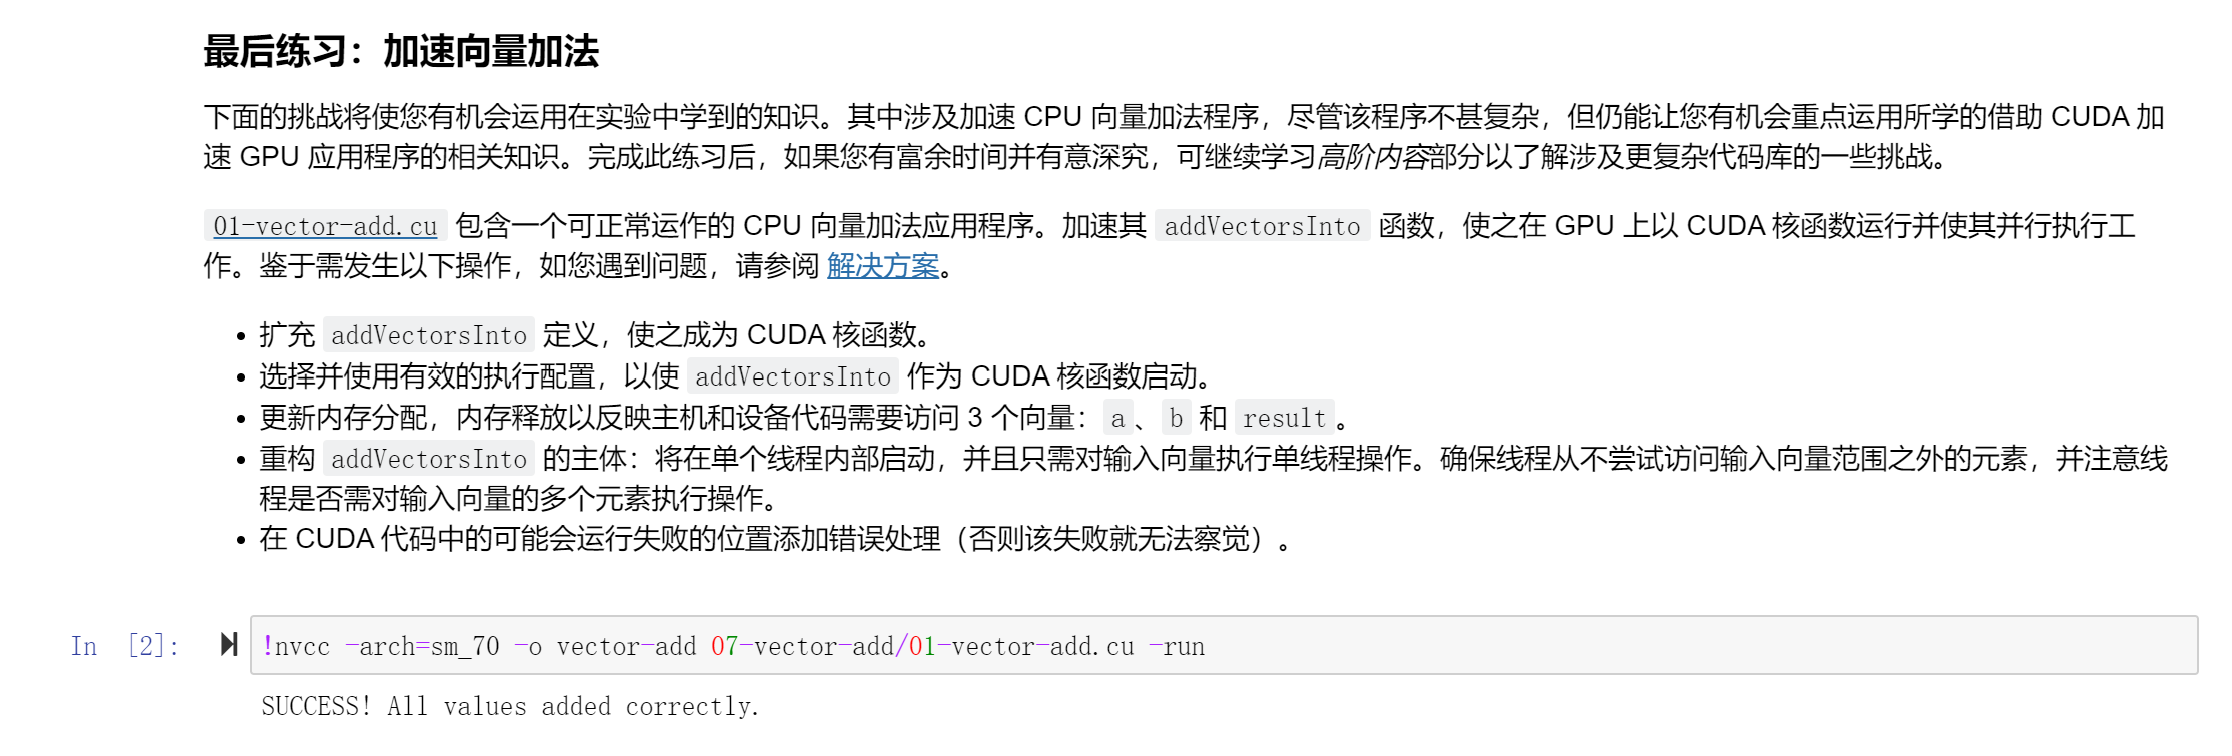 最后练习：加速向量加法
下面的挑战将使您有机会运用在实验中学到的知识。其中涉及加速 CPU 向量加法程序，尽管该程序不甚复杂，但仍能让您有机会重点运用所学的借助 CUDA 加
速 GPU 应用程序的相关知识。完成此练习后，如果您有富余时间并有意深究，可继续学习高阶内容部分以了解涉及更复杂代码库的一些挑战。
01-vector-add.cu 包含一个可正常运作的 CPU 向量加法应用程序。加速其 addVectorsInto 函数，使之在 GPU 上以 CUDA 核函数运行并使其并行执行工
作。鉴于需发生以下操作，如您遇到问题，请参阅 解决方案。
• 扩充 addVectorsInto 定义，使之成为 CUDA 核函数。
• 选择并使用有效的执行配置，以使 addVectorsInto 作为 CUDA 核函数启动。
• 更新内存分配，内存释放以反映主机和设备代码需要访问 3 个向量：a、b 和 result。
• 重构 addVectorsInto 的主体：将在单个线程内部启动，并且只需对输入向量执行单线程操作。确保线程从不尝试访问输入向量范围之外的元素，并注意线
程是否需对输入向量的多个元素执行操作。
• 在 CUDA 代码中的可能会运行失败的位置添加错误处理（否则该失败就无法察觉）。
In [2]: !nvcc -arch=sm_70 -o vector-add 07-vector-add/01-vector-add.cu -run
SUCCESS! All values added correctly.